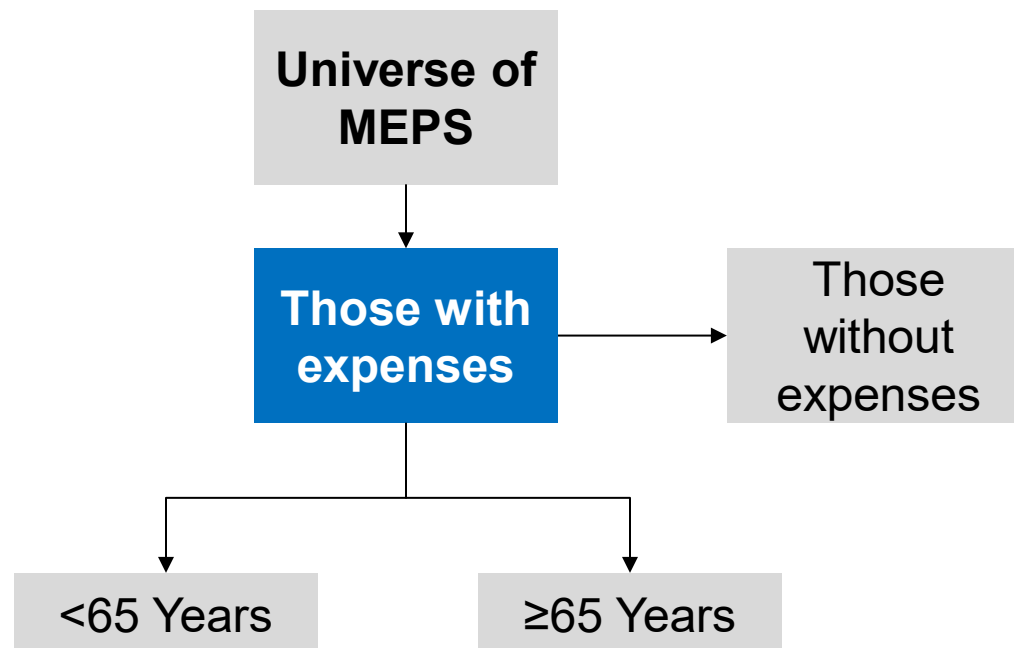 Universe of
MEPS
Those with
expenses
Those
without
expenses
<65 Years
≥65 Years